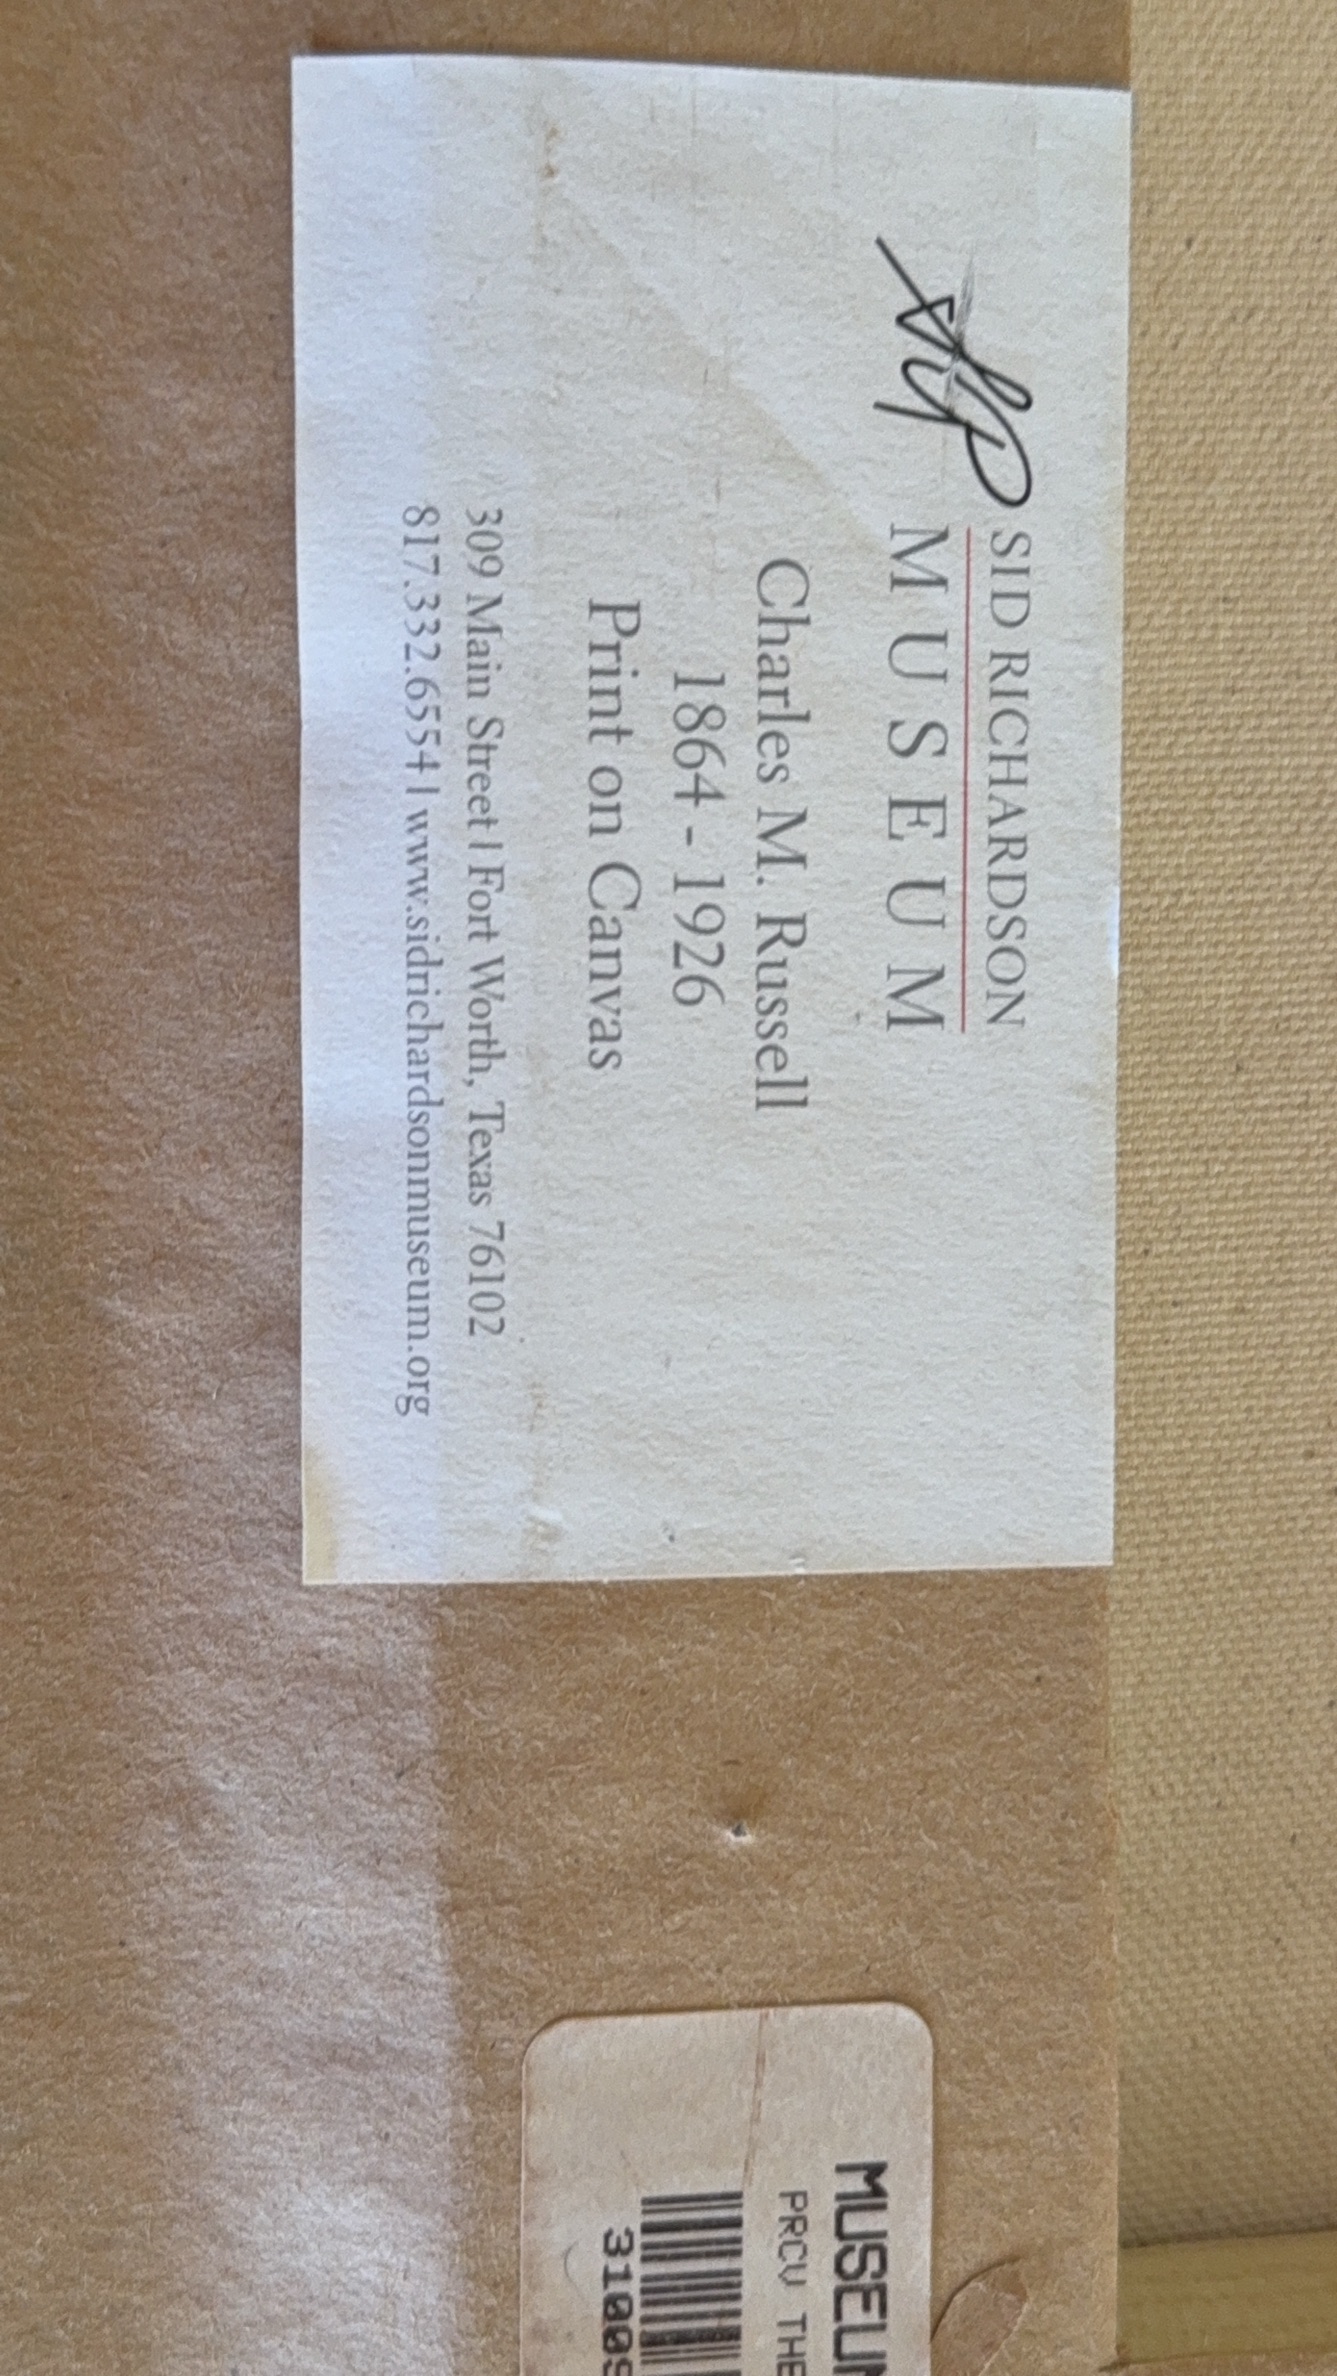 SID RICHARDSON
MUSEUM
Charles M. Russell
1864 - 1926
Print on Canvas
309 Main Street | Fort Worth, Texas 76102
817.332.6554 | www.sidrichardsonmuseum.org
PRCV THE